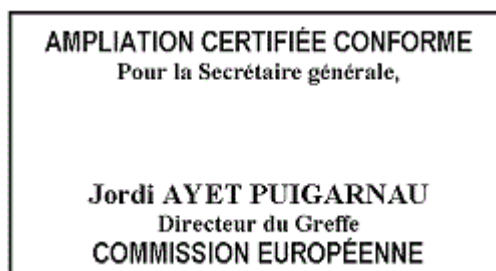 AMPLIATION CERTIFIÉE CONFORME
Pour la Secrétaire générale,
Jordi AYET PUIGARNAU
Directeur du Greffe
COMMISSION EUROPÉENNE